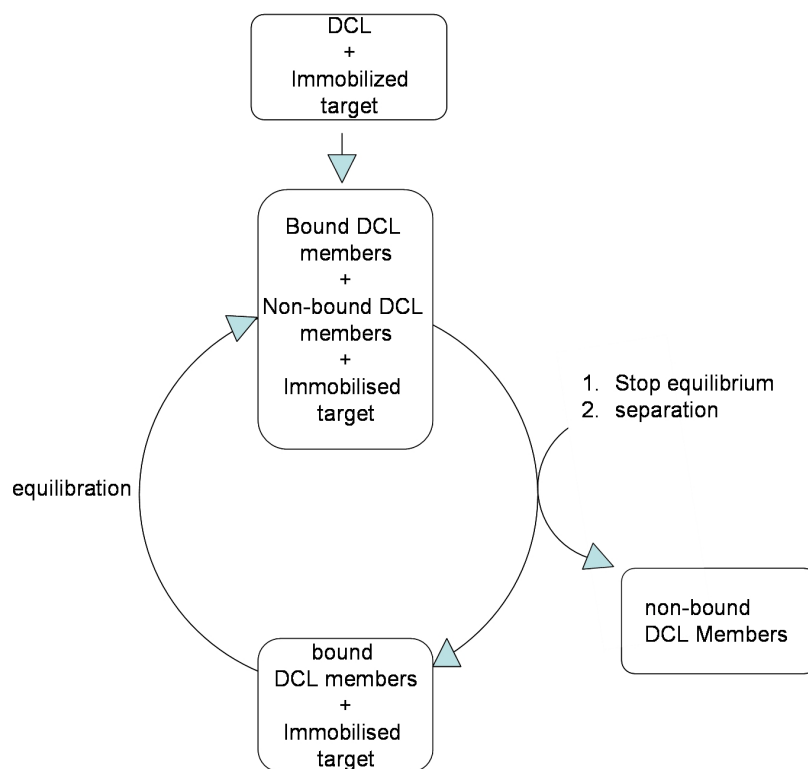 DCL
+
Immobilized
target
Bound DCL
members
+
Non-bound DCL
members
+
Immobilised
target
1. Stop equilibrium
2. separation
equilibration
non-bound
DCL Members
bound
DCL members
+
Immobilised
target